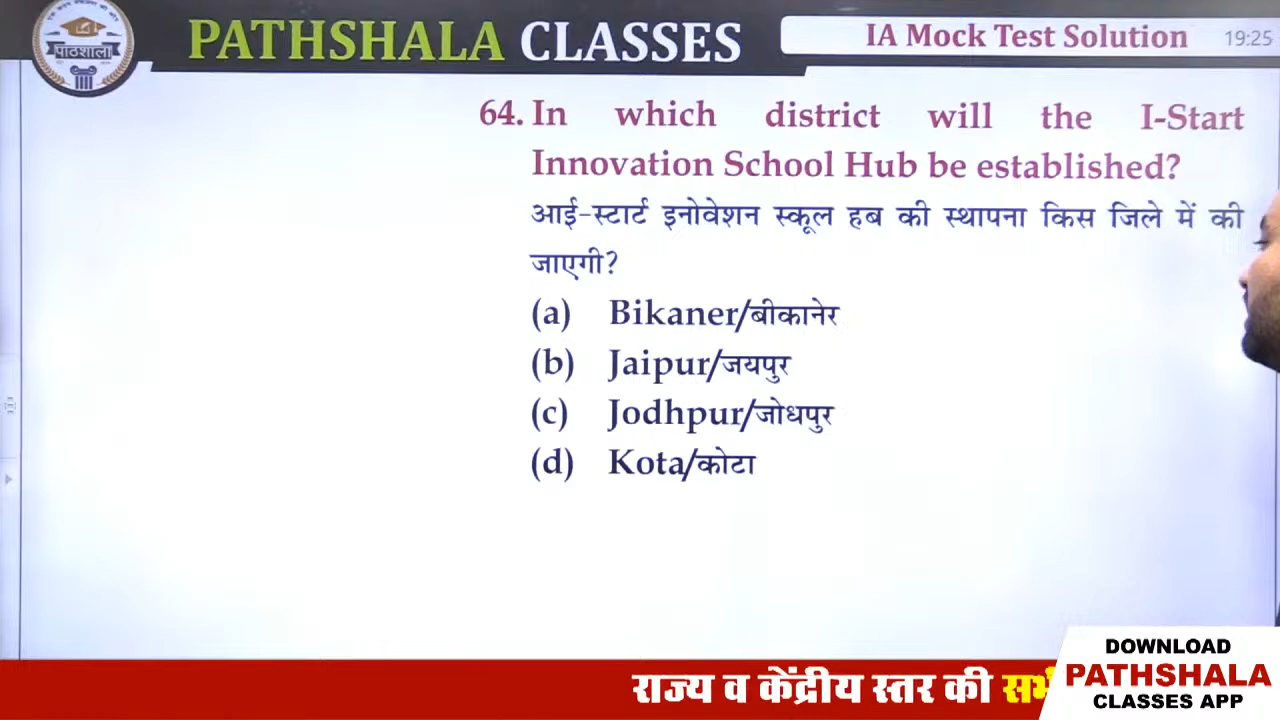 पाठशाला
PATHSHALA CLASSES
IA Mock Test Solution 19:25
64. In which district will the I-Start
Innovation School Hub be established?
आई-स्टार्ट इनोवेशन स्कूल हब की स्थापना किस जिले में की
जाएगी?
(a) Bikaner/बीकानेर
(b) Jaipur/जयपुर
(c) Jodhpur/जोधपुर
(d) Kota/कोटा
राज्य व केंद्रीय स्तर की
DOWNLOAD
PATHSHALA
CLASSES APP